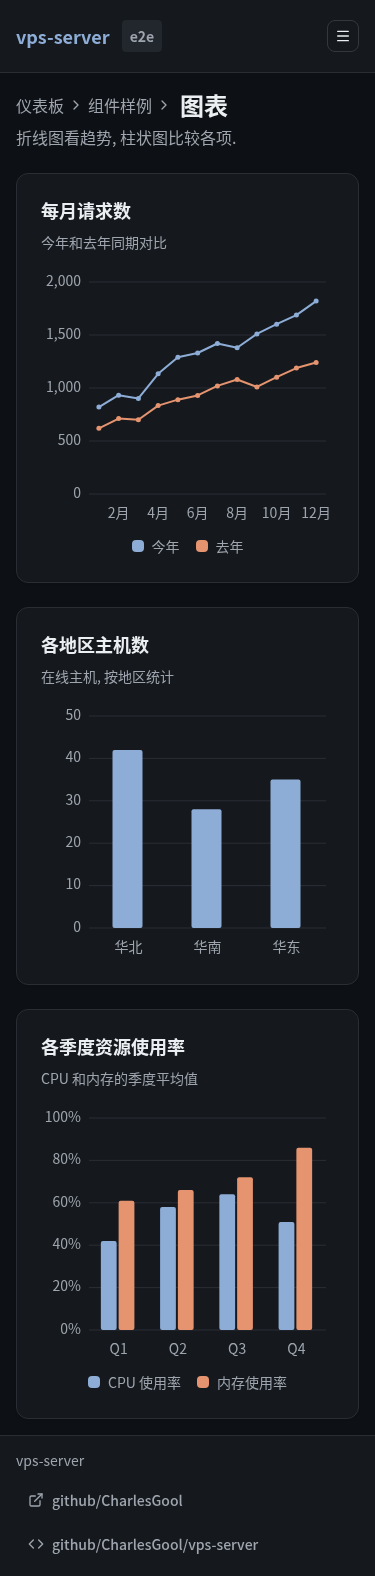 vps-server e2e
仪表板 组件样例 图表
折线图看趋势, 柱状图比较各项.
每月请求数
今年和去年同期对比
2,000
1,500
1,000
500
0
2月 4月 6月 8月 10月 12月
今年 去年
各地区主机数
在线主机, 按地区统计
50
40
30
20
10
0
华北 华南 华东
各季度资源使用率
CPU 和内存的季度平均值
100%
80%
60%
40%
20%
0%
Q1 Q2 Q3 Q4
CPU 使用率 内存使用率
vps-server
github/CharlesGool
github/CharlesGool/vps-server